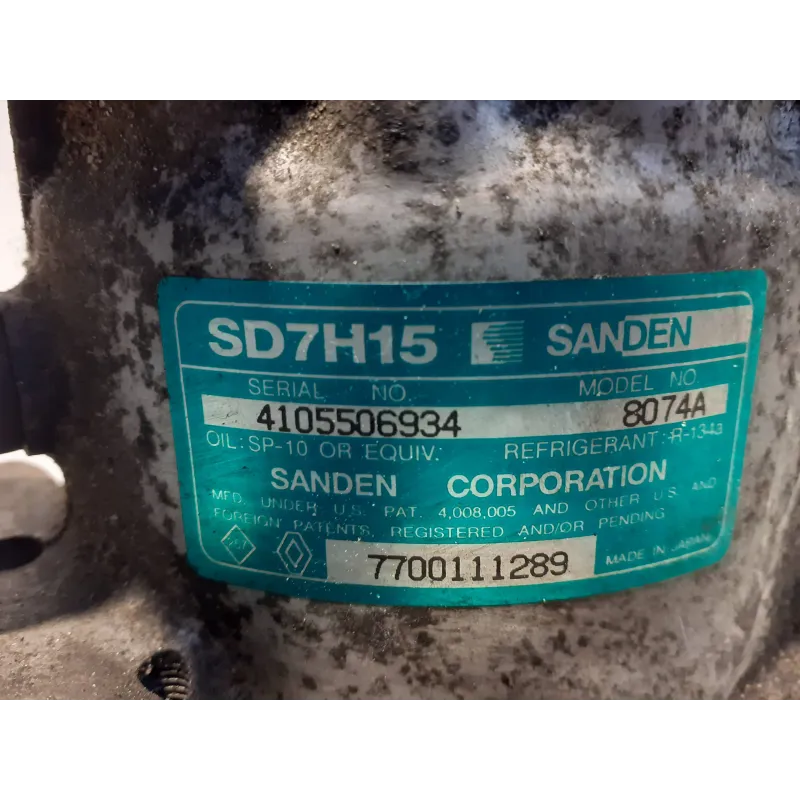 SD7H15 SANDEN
SERIAL NO. MODEL NO.
4105506934 8074A
OIL: SP-10 OR EQUIV. REFRIGERANT: R-134a
SANDEN CORPORATION
MFD. UNDER U.S. PAT. 4,008,005 AND OTHER U.S. AND
FOREIGN PATENTS, REGISTERED AND/OR PENDING
7700111289 MADE IN JAPAN